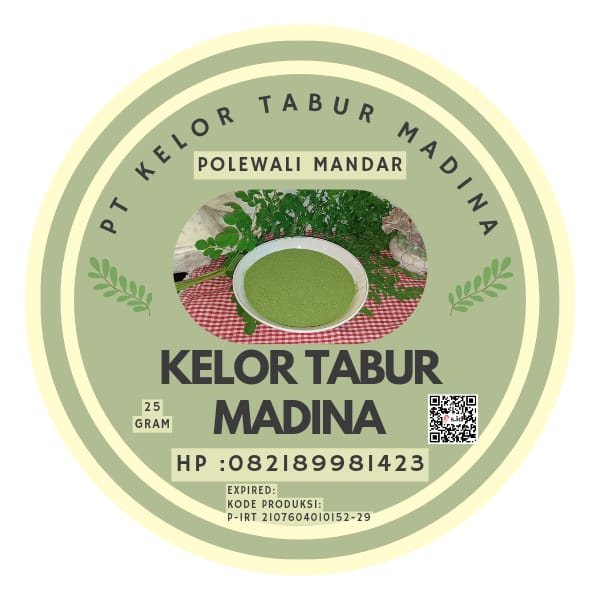 PT KELOR TABUR MADINA
POLEWALI MANDAR
KELOR TABUR
MADINA
25
GRAM
HP :082189981423
EXPIRED:
KODE PRODUKSI:
P-IRT 2107604010152-29